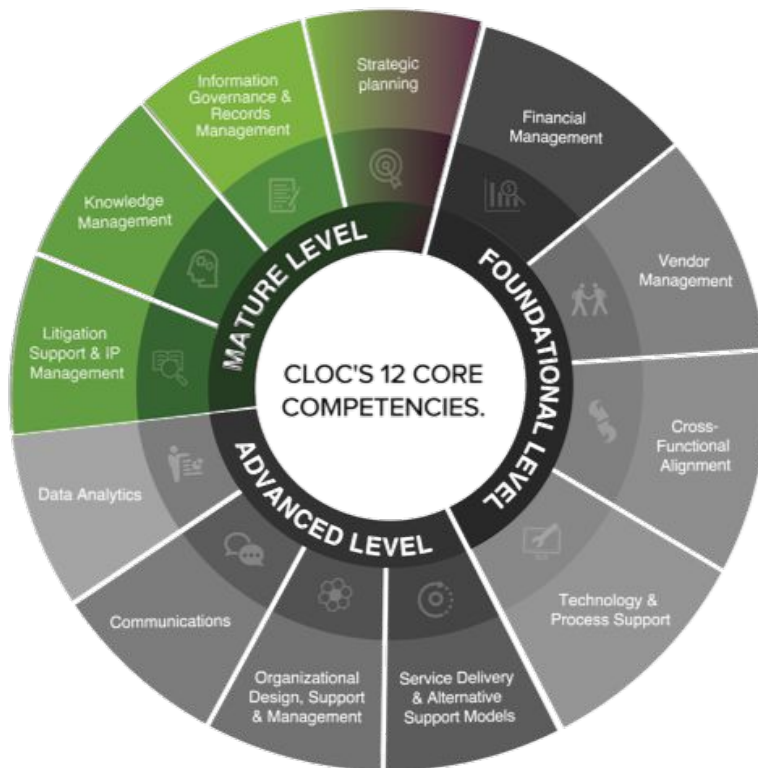 CLOC'S 12 CORE
COMPETENCIES.
FOUNDATIONAL LEVEL
Financial
Management
Vendor
Management
Cross-
Functional
Alignment
Technology &
Process Support
ADVANCED LEVEL
Service Delivery
& Alternative
Support Models
Organizational
Design, Support
& Management
Communications
Data Analytics
MATURE LEVEL
Litigation
Support & IP
Management
Knowledge
Management
Information
Governance &
Records
Management
Strategic
planning